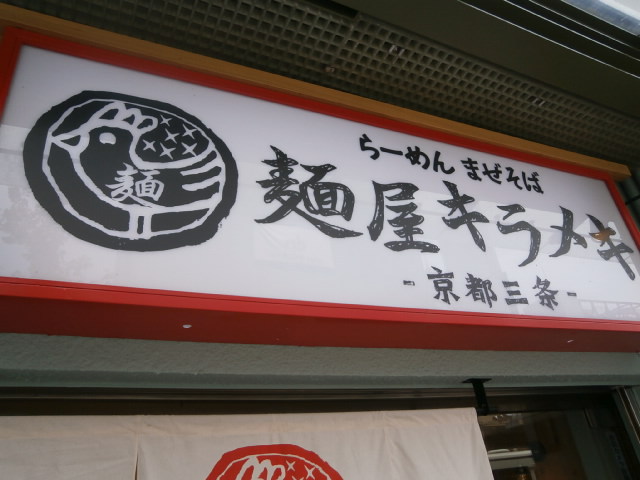 麺
らーめん まぜそば
麺屋キラメキ
-京都三条-